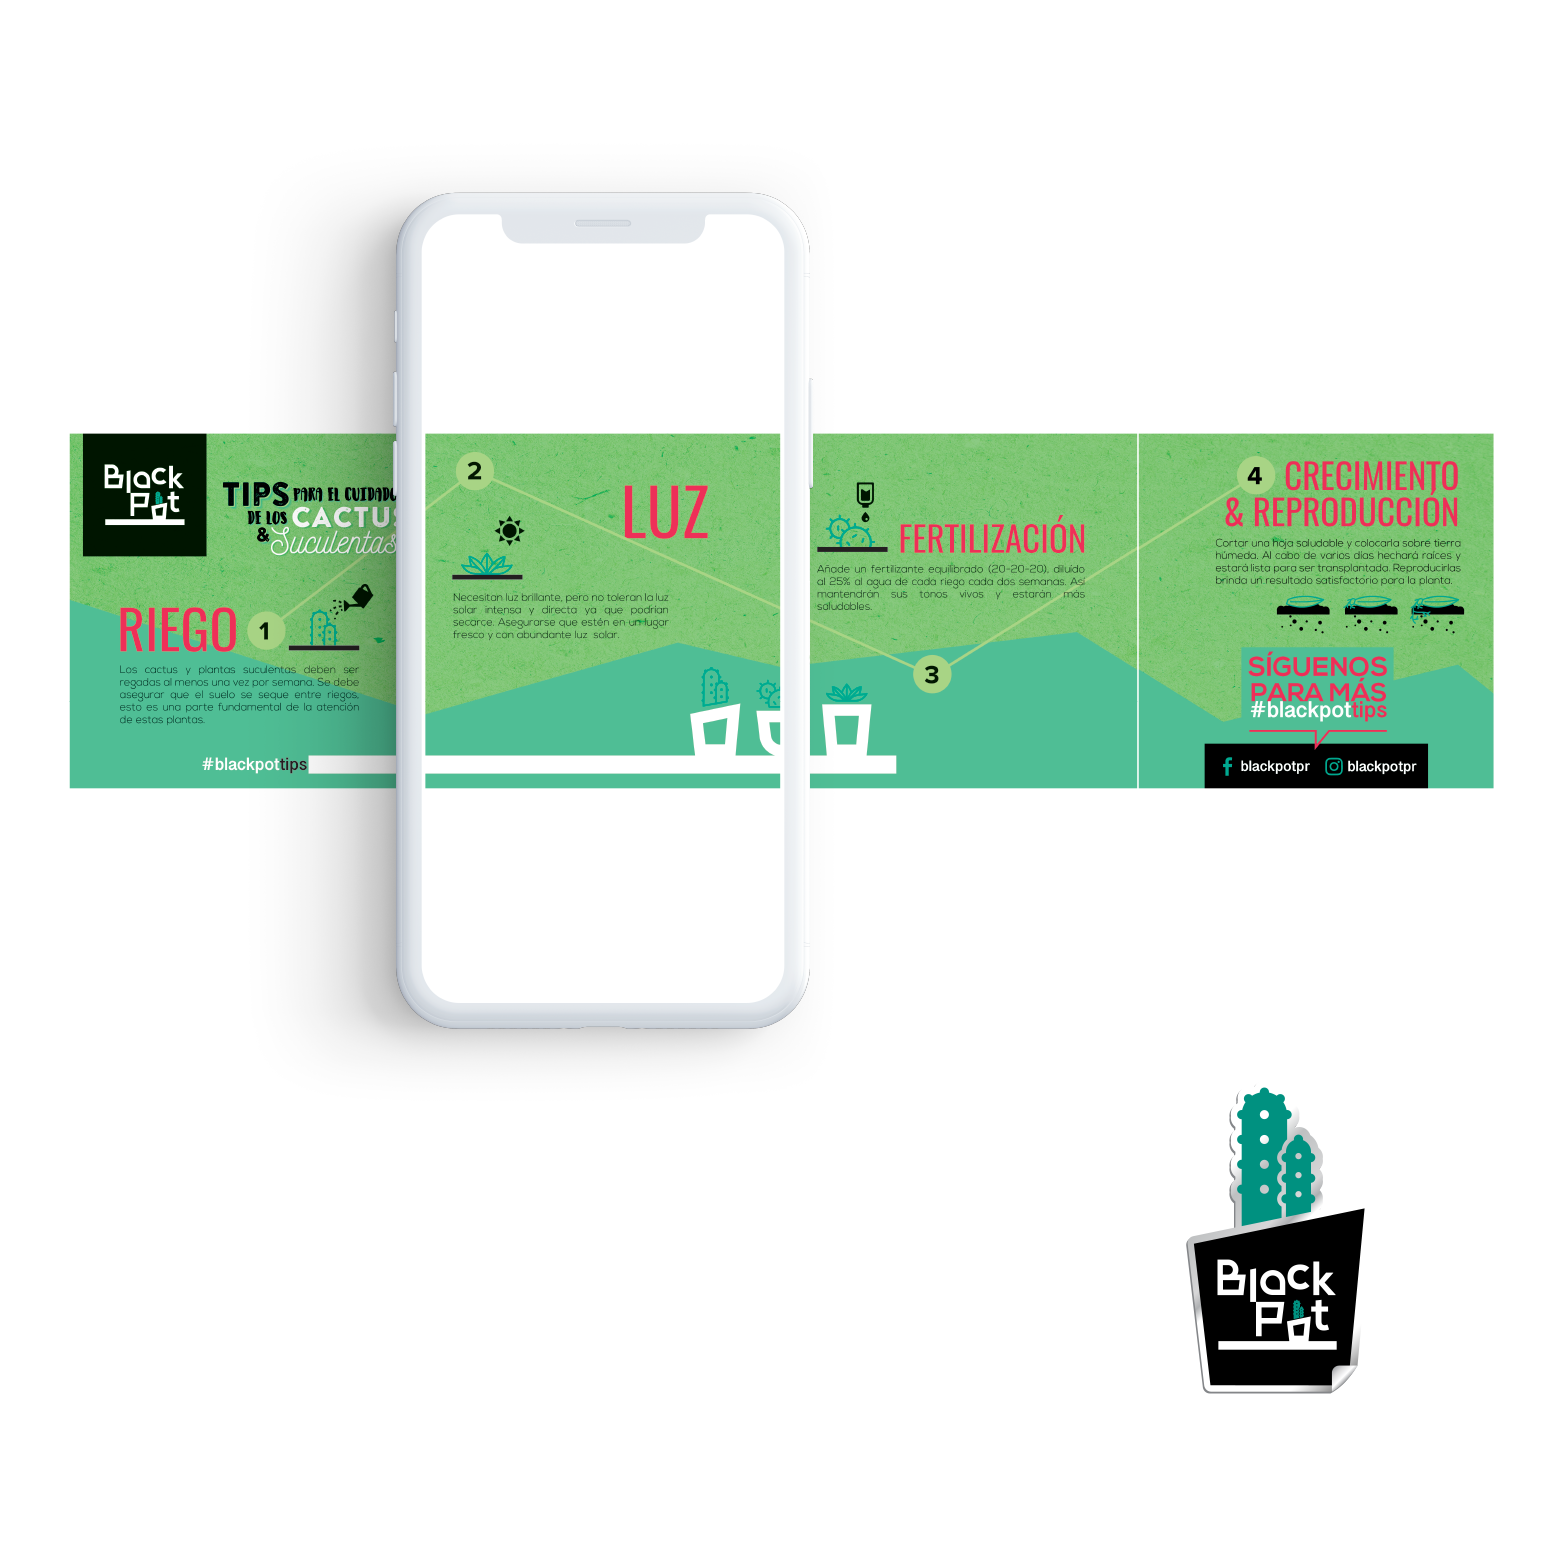 Black
Pot
TIPS PARA EL CUIDADO
DE LOS CACTUS
& Suculentas
RIEGO 1
Los cactus y plantas suculentas deben ser
regadas al menos una vez por semana. Se debe
asegurar que el suelo se seque entre riegos,
esto es una parte fundamental de la atención
de estas plantas.
#blackpottips
2
LUZ
Necesitan luz brillante, pero no toleran la luz
solar intensa y directa ya que podrían
secarce. Asegurarse que estén en un lugar
fresco y con abundante luz solar.
FERTILIZACIÓN
Añade un fertilizante equilibrado (20-20-20), diluido
al 25% al agua de cada riego cada dos semanas. Así
mantendrán sus tonos vivos y estarán más
saludables.
3
4 CRECIMIENTO
& REPRODUCCIÓN
Cortar una hoja saludable y colocarla sobre tierra
húmeda. Al cabo de varios días hechará raíces y
estará lista para ser transplantada. Reproducirlas
brinda un resultado satisfactorio para la planta.
SÍGUENOS
PARA MÁS
#blackpottips
blackpotpr blackpotpr
Black
Pot